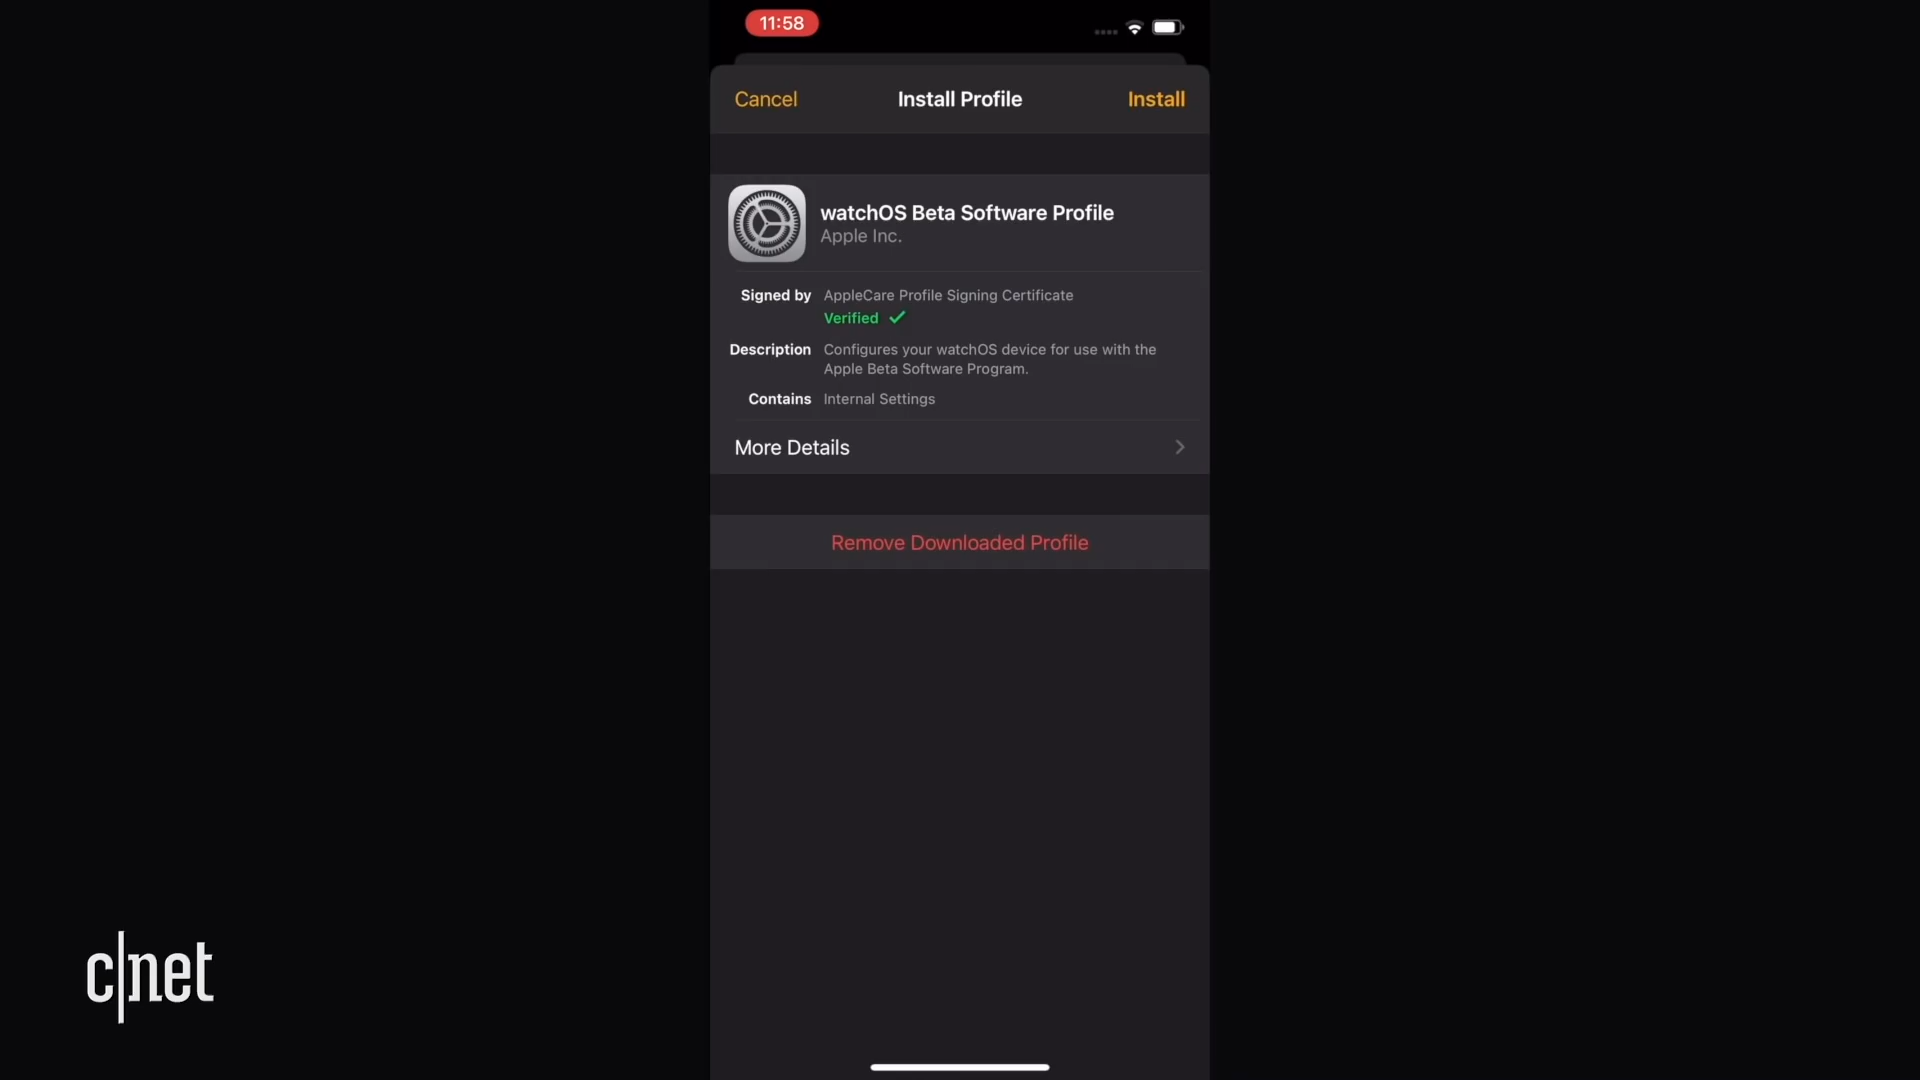 11:58
Cancel
Install Profile
Install
watchOS Beta Software Profile
Apple Inc.
Signed by
AppleCare Profile Signing Certificate
Verified ✓
Description
Configures your watchOS device for use with the
Apple Beta Software Program.
Contains
Internal Settings
More Details
Remove Downloaded Profile
c|net